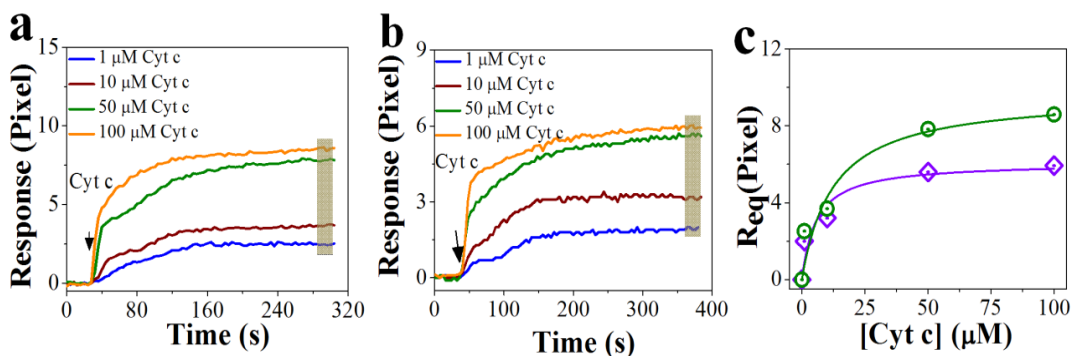 a
Response (Pixel)
15
10
5
0
1 μM Cyt c
10 μM Cyt c
50 μM Cyt c
100 μM Cyt c
Cyt c
0 80 160 240 320
Time (s)
b
Response (Pixel)
9
6
3
0
1 μM Cyt c
10 μM Cyt c
50 μM Cyt c
100 μM Cyt c
Cyt c
0 100 200 300 400
Time (s)
c
Req(Pixel)
12
8
4
0
0 25 50 75 100
[Cyt c] (μM)